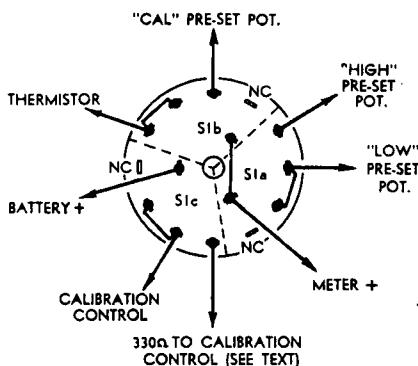 "CAL" PRE-SET POT.
"HIGH"
PRE-SET
POT.
NC
THERMISTOR
S1b
"LOW"
PRE-SET
POT.
NC
S1a
BATTERY +
S1c
NC
METER +
CALIBRATION
CONTROL
330Ω TO CALIBRATION
CONTROL (SEE TEXT)